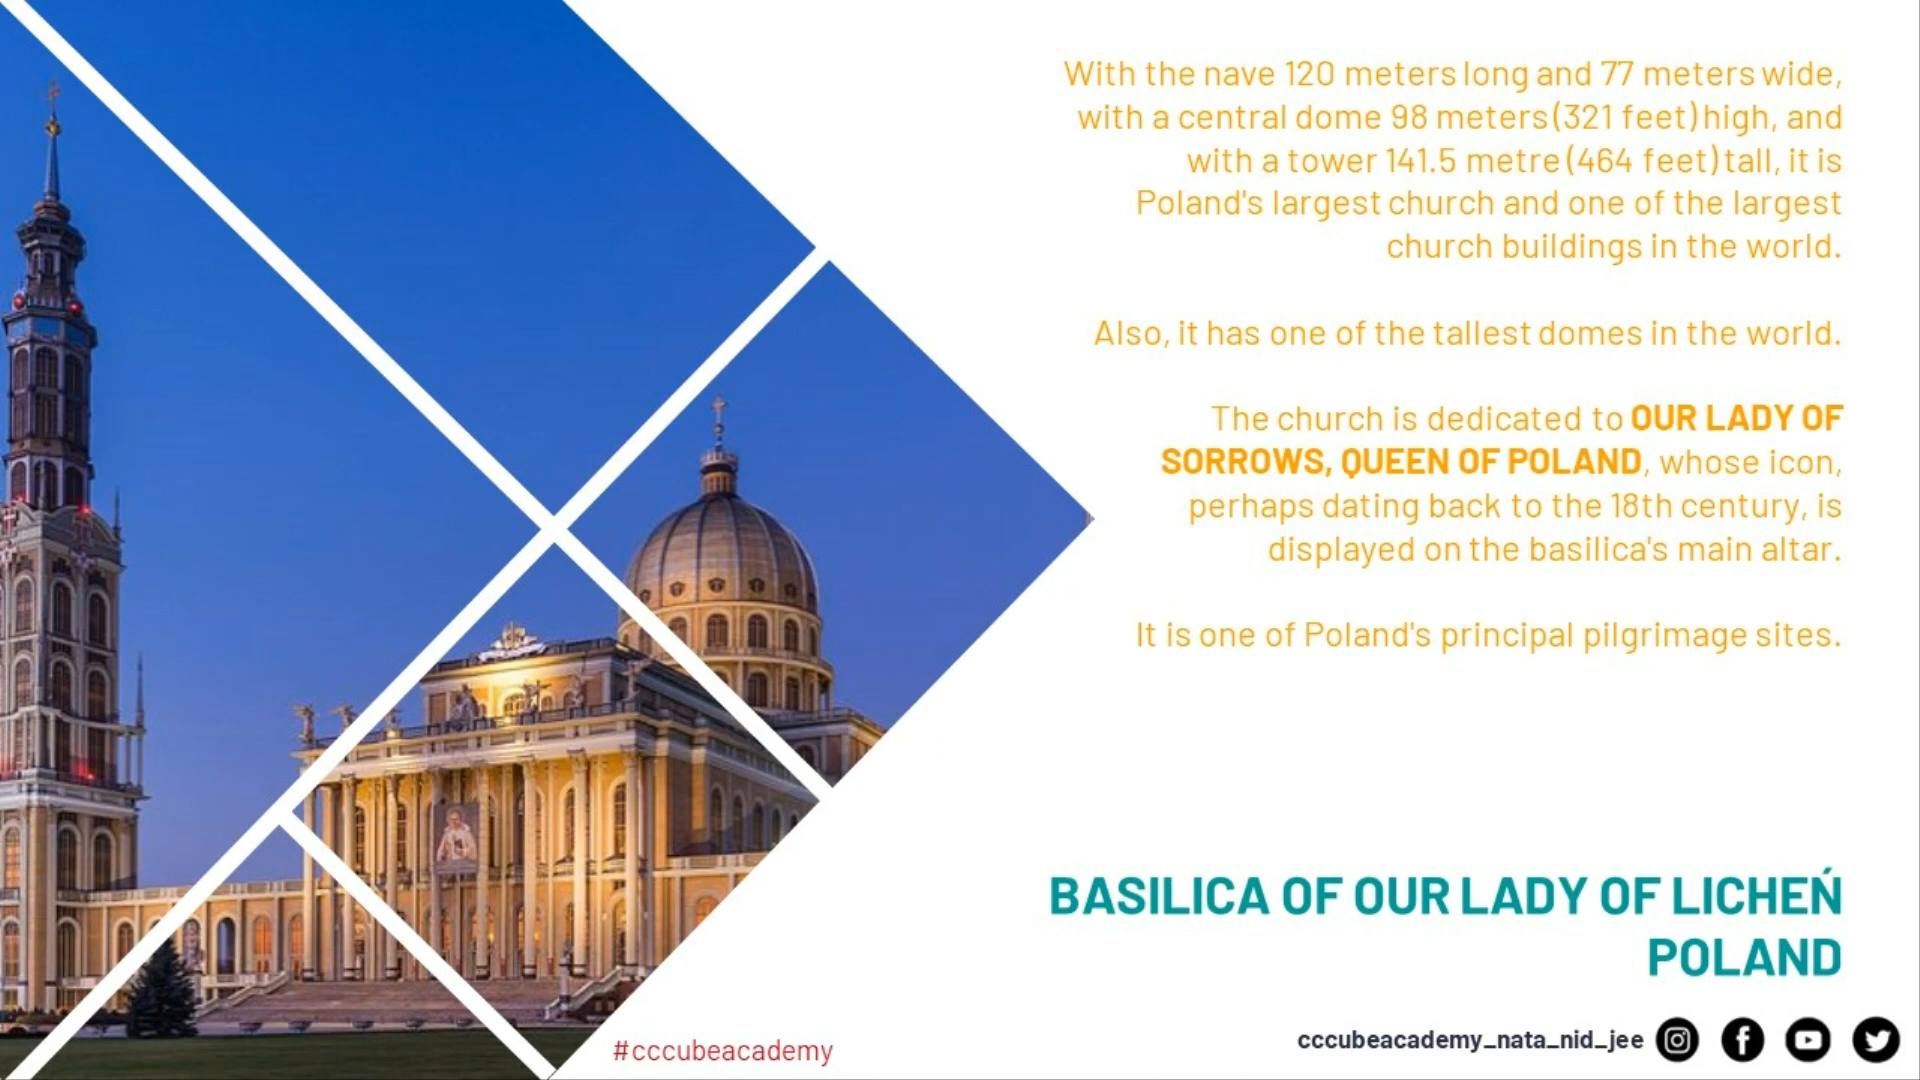 With the nave 120 meters long and 77 meters wide,
with a central dome 98 meters (321 feet) high, and
with a tower 141.5 metre (464 feet) tall, it is
Poland's largest church and one of the largest
church buildings in the world.
Also, it has one of the tallest domes in the world.
The church is dedicated to OUR LADY OF
SORROWS, QUEEN OF POLAND, whose icon,
perhaps dating back to the 18th century, is
displayed on the basilica's main altar.
It is one of Poland's principal pilgrimage sites.
BASILICA OF OUR LADY OF LICHEŃ
POLAND
#cccubeacademy
cccubeacademy_nata_nid_jee